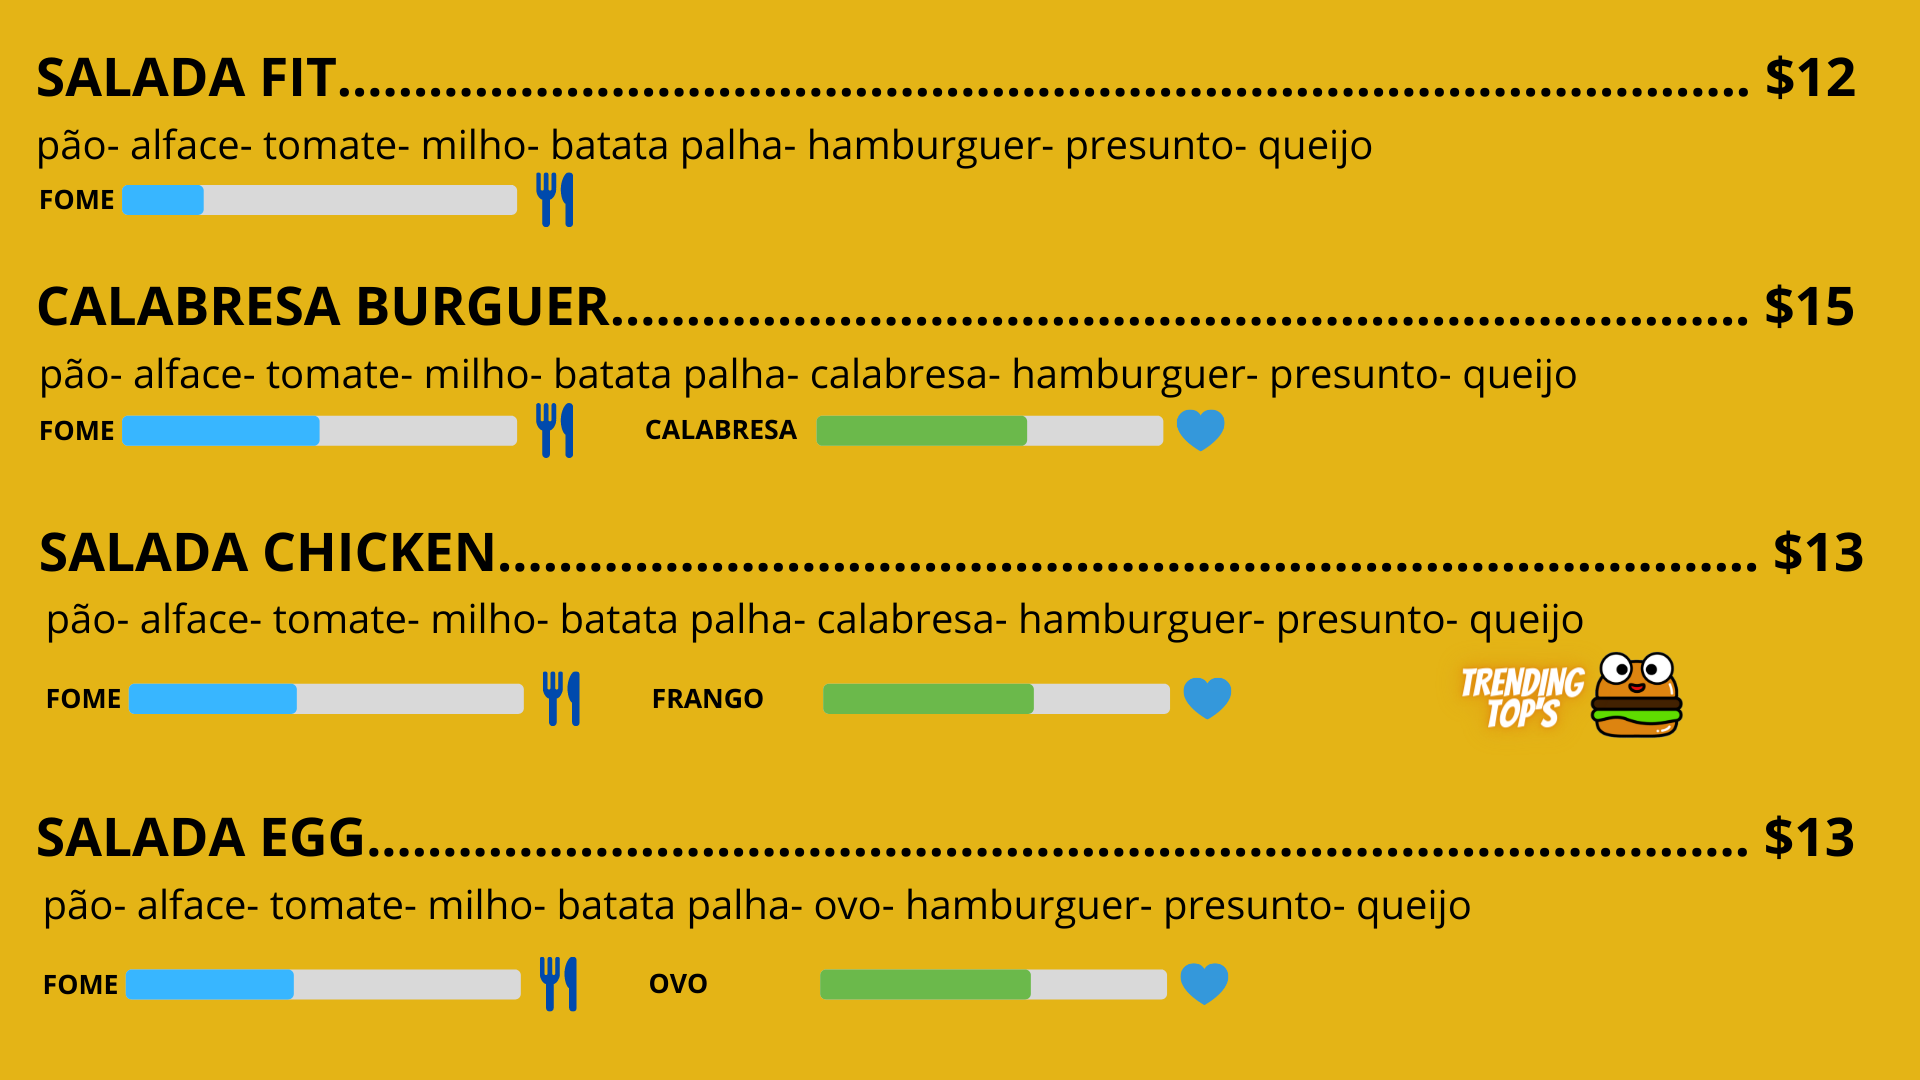 SALADA FIT............................................................................................. $12
pão- alface- tomate- milho- batata palha- hamburguer- presunto- queijo
FOME
CALABRESA BURGUER........................................................................... $15
pão- alface- tomate- milho- batata palha- calabresa- hamburguer- presunto- queijo
FOME CALABRESA
SALADA CHICKEN................................................................................... $13
pão- alface- tomate- milho- batata palha- calabresa- hamburguer- presunto- queijo
FOME FRANGO
TRENDING
TOP'S
SALADA EGG........................................................................................... $13
pão- alface- tomate- milho- batata palha- ovo- hamburguer- presunto- queijo
FOME OVO